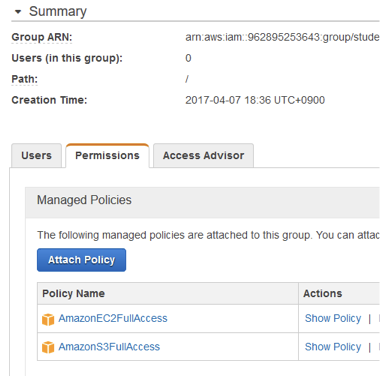 Summary
Group ARN: arn:aws:iam::962895253643:group/stude
Users (in this group): 0
Path: /
Creation Time: 2017-04-07 18:36 UTC+0900
Users Permissions Access Advisor
Managed Policies
The following managed policies are attached to this group. You can attac
Attach Policy
Policy Name Actions
AmazonEC2FullAccess Show Policy |
AmazonS3FullAccess Show Policy |